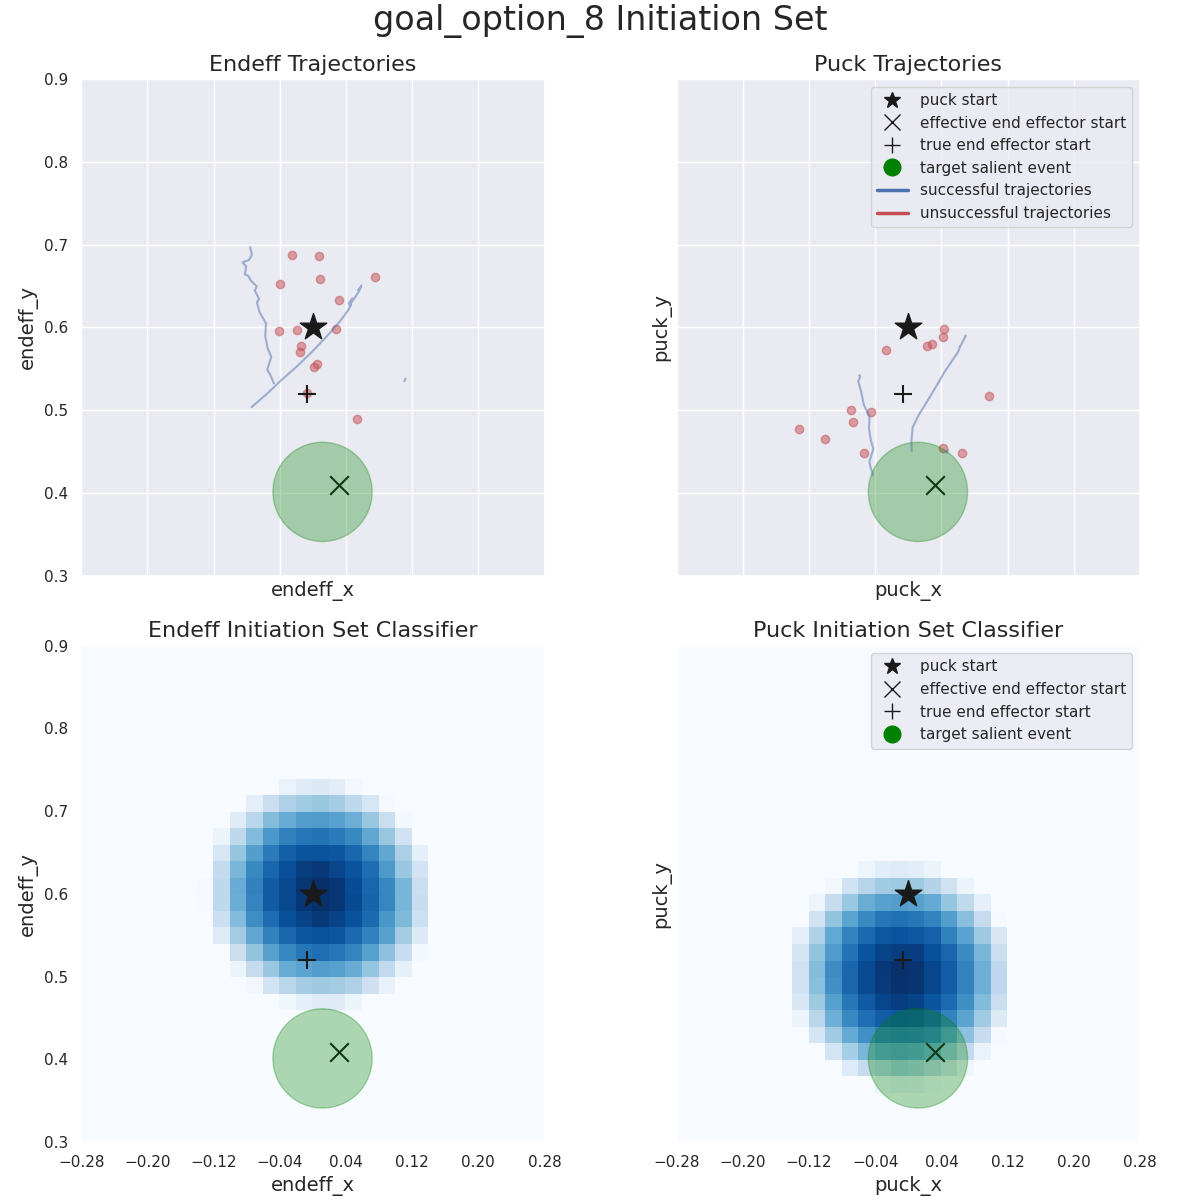 goal_option_8 Initiation Set
Endeff Trajectories
0.9
0.8
0.7
0.6
0.5
0.4
0.3
endeff_y
endeff_x
Puck Trajectories
puck start
effective end effector start
true end effector start
target salient event
successful trajectories
unsuccessful trajectories
puck_y
puck_x
Endeff Initiation Set Classifier
0.9
0.8
0.7
0.6
0.5
0.4
0.3
endeff_y
−0.28 −0.20 −0.12 −0.04 0.04 0.12 0.20 0.28
endeff_x
Puck Initiation Set Classifier
puck start
effective end effector start
true end effector start
target salient event
puck_y
−0.28 −0.20 −0.12 −0.04 0.04 0.12 0.20 0.28
puck_x